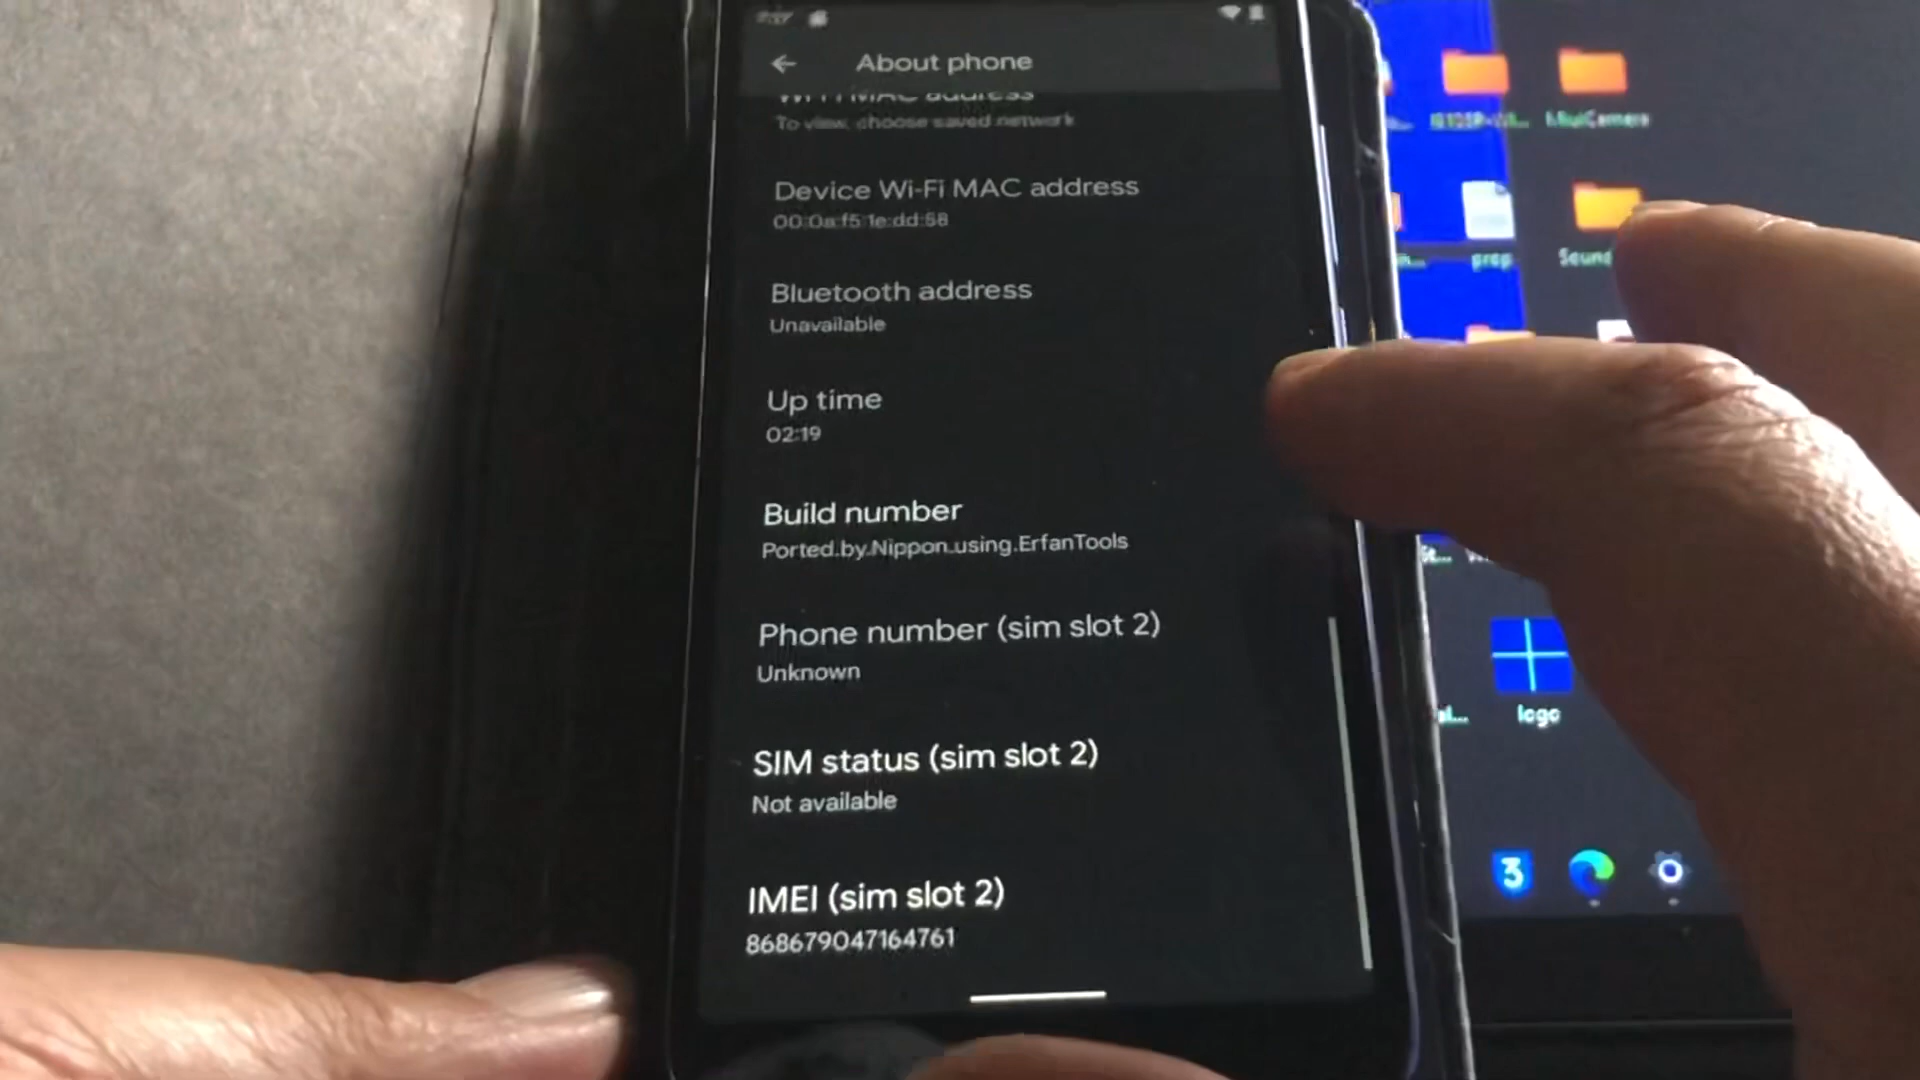 About phone
Wi-Fi MAC address
To view, choose saved network
Device Wi-Fi MAC address
00:0a:f5:1e:dd:58
Bluetooth address
Unavailable
Up time
02:19
Build number
Ported.by.Nippon.using.ErfanTools
Phone number (sim slot 2)
Unknown
SIM status (sim slot 2)
Not available
IMEI (sim slot 2)
868679047164761
MiuiCamera
prop
Sound
logo
3